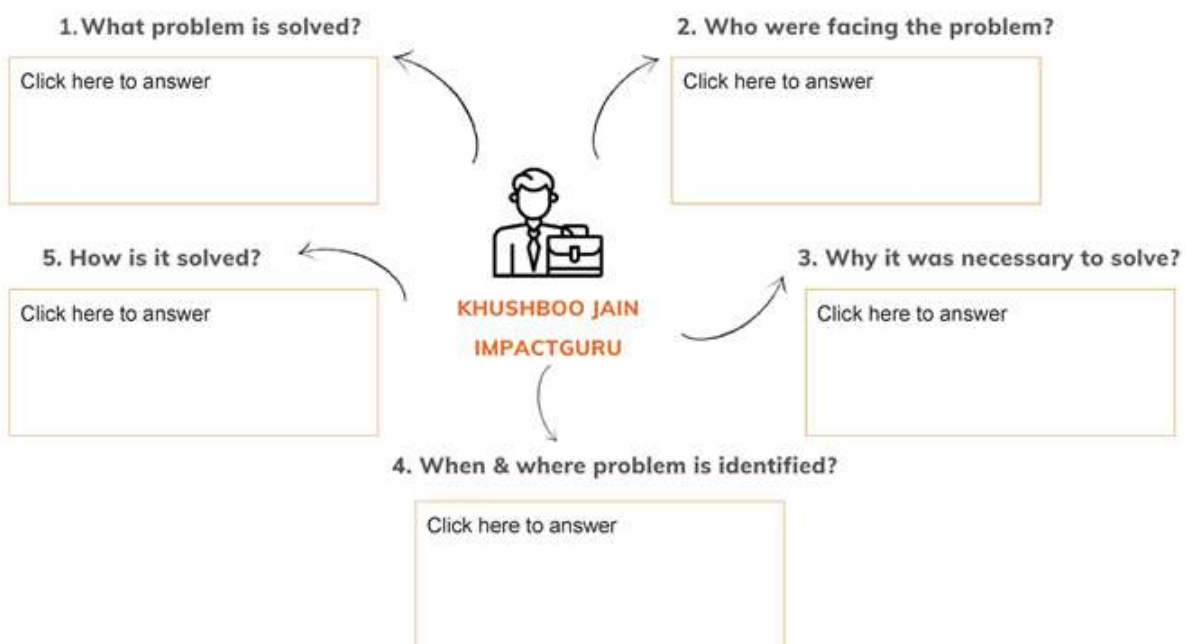 1.What problem is solved?
Click here to answer
2. Who were facing the problem?
Click here to answer
5. How is it solved?
Click here to answer
KHUSHBOO JAIN
IMPACTGURU
3. Why it was necessary to solve?
Click here to answer
4. When & where problem is identified?
Click here to answer